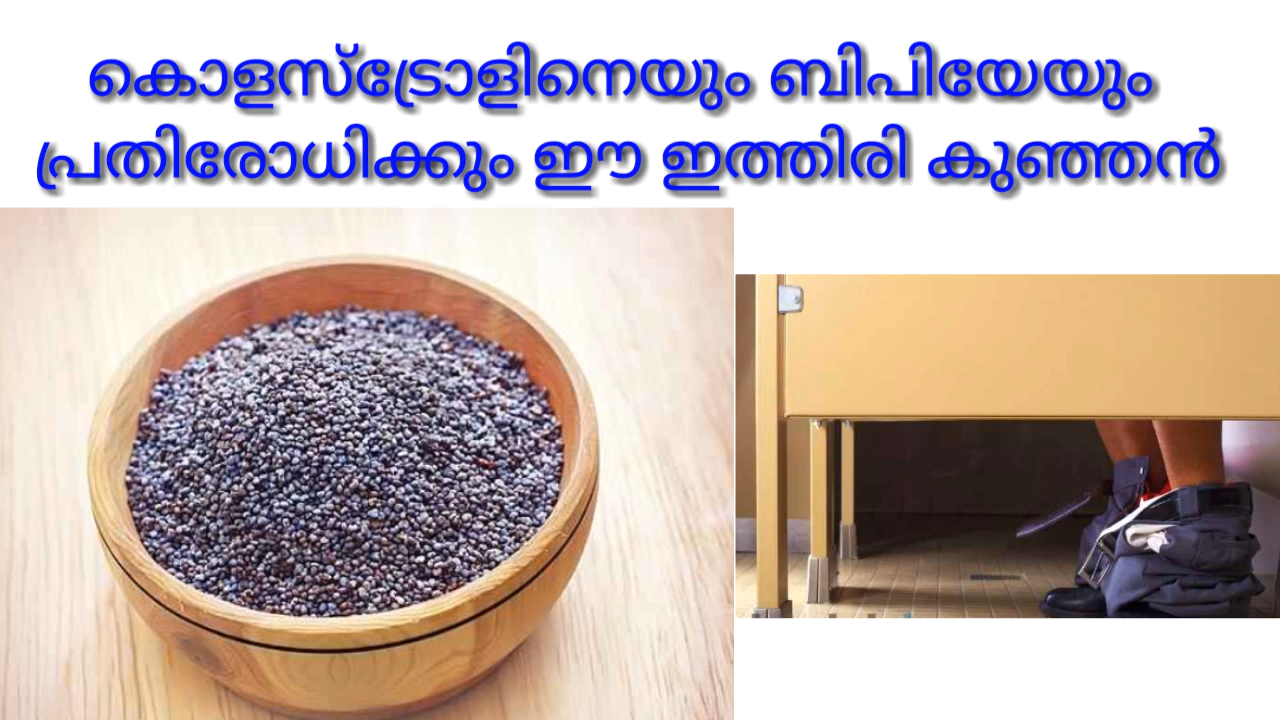 കൊളസ്ട്രോളിനെയും ബിപിയേയും
പ്രതിരോധിക്കും ഈ ഇത്തിരി കുഞ്ഞൻ